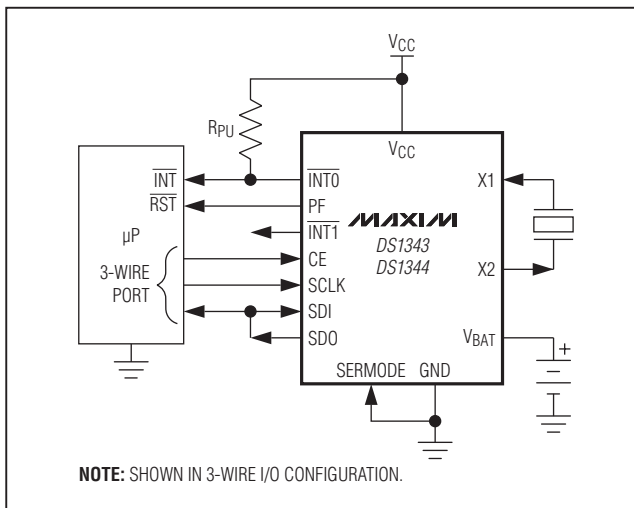 VCC
RPU
VCC
INT
INT0
X1
RST
PF
µP
INT1
MAXIM
DS1343
DS1344
3-WIRE
PORT
CE
SCLK
X2
SDI
SDO
VBAT
+
SERMODE GND
NOTE: SHOWN IN 3-WIRE I/O CONFIGURATION.